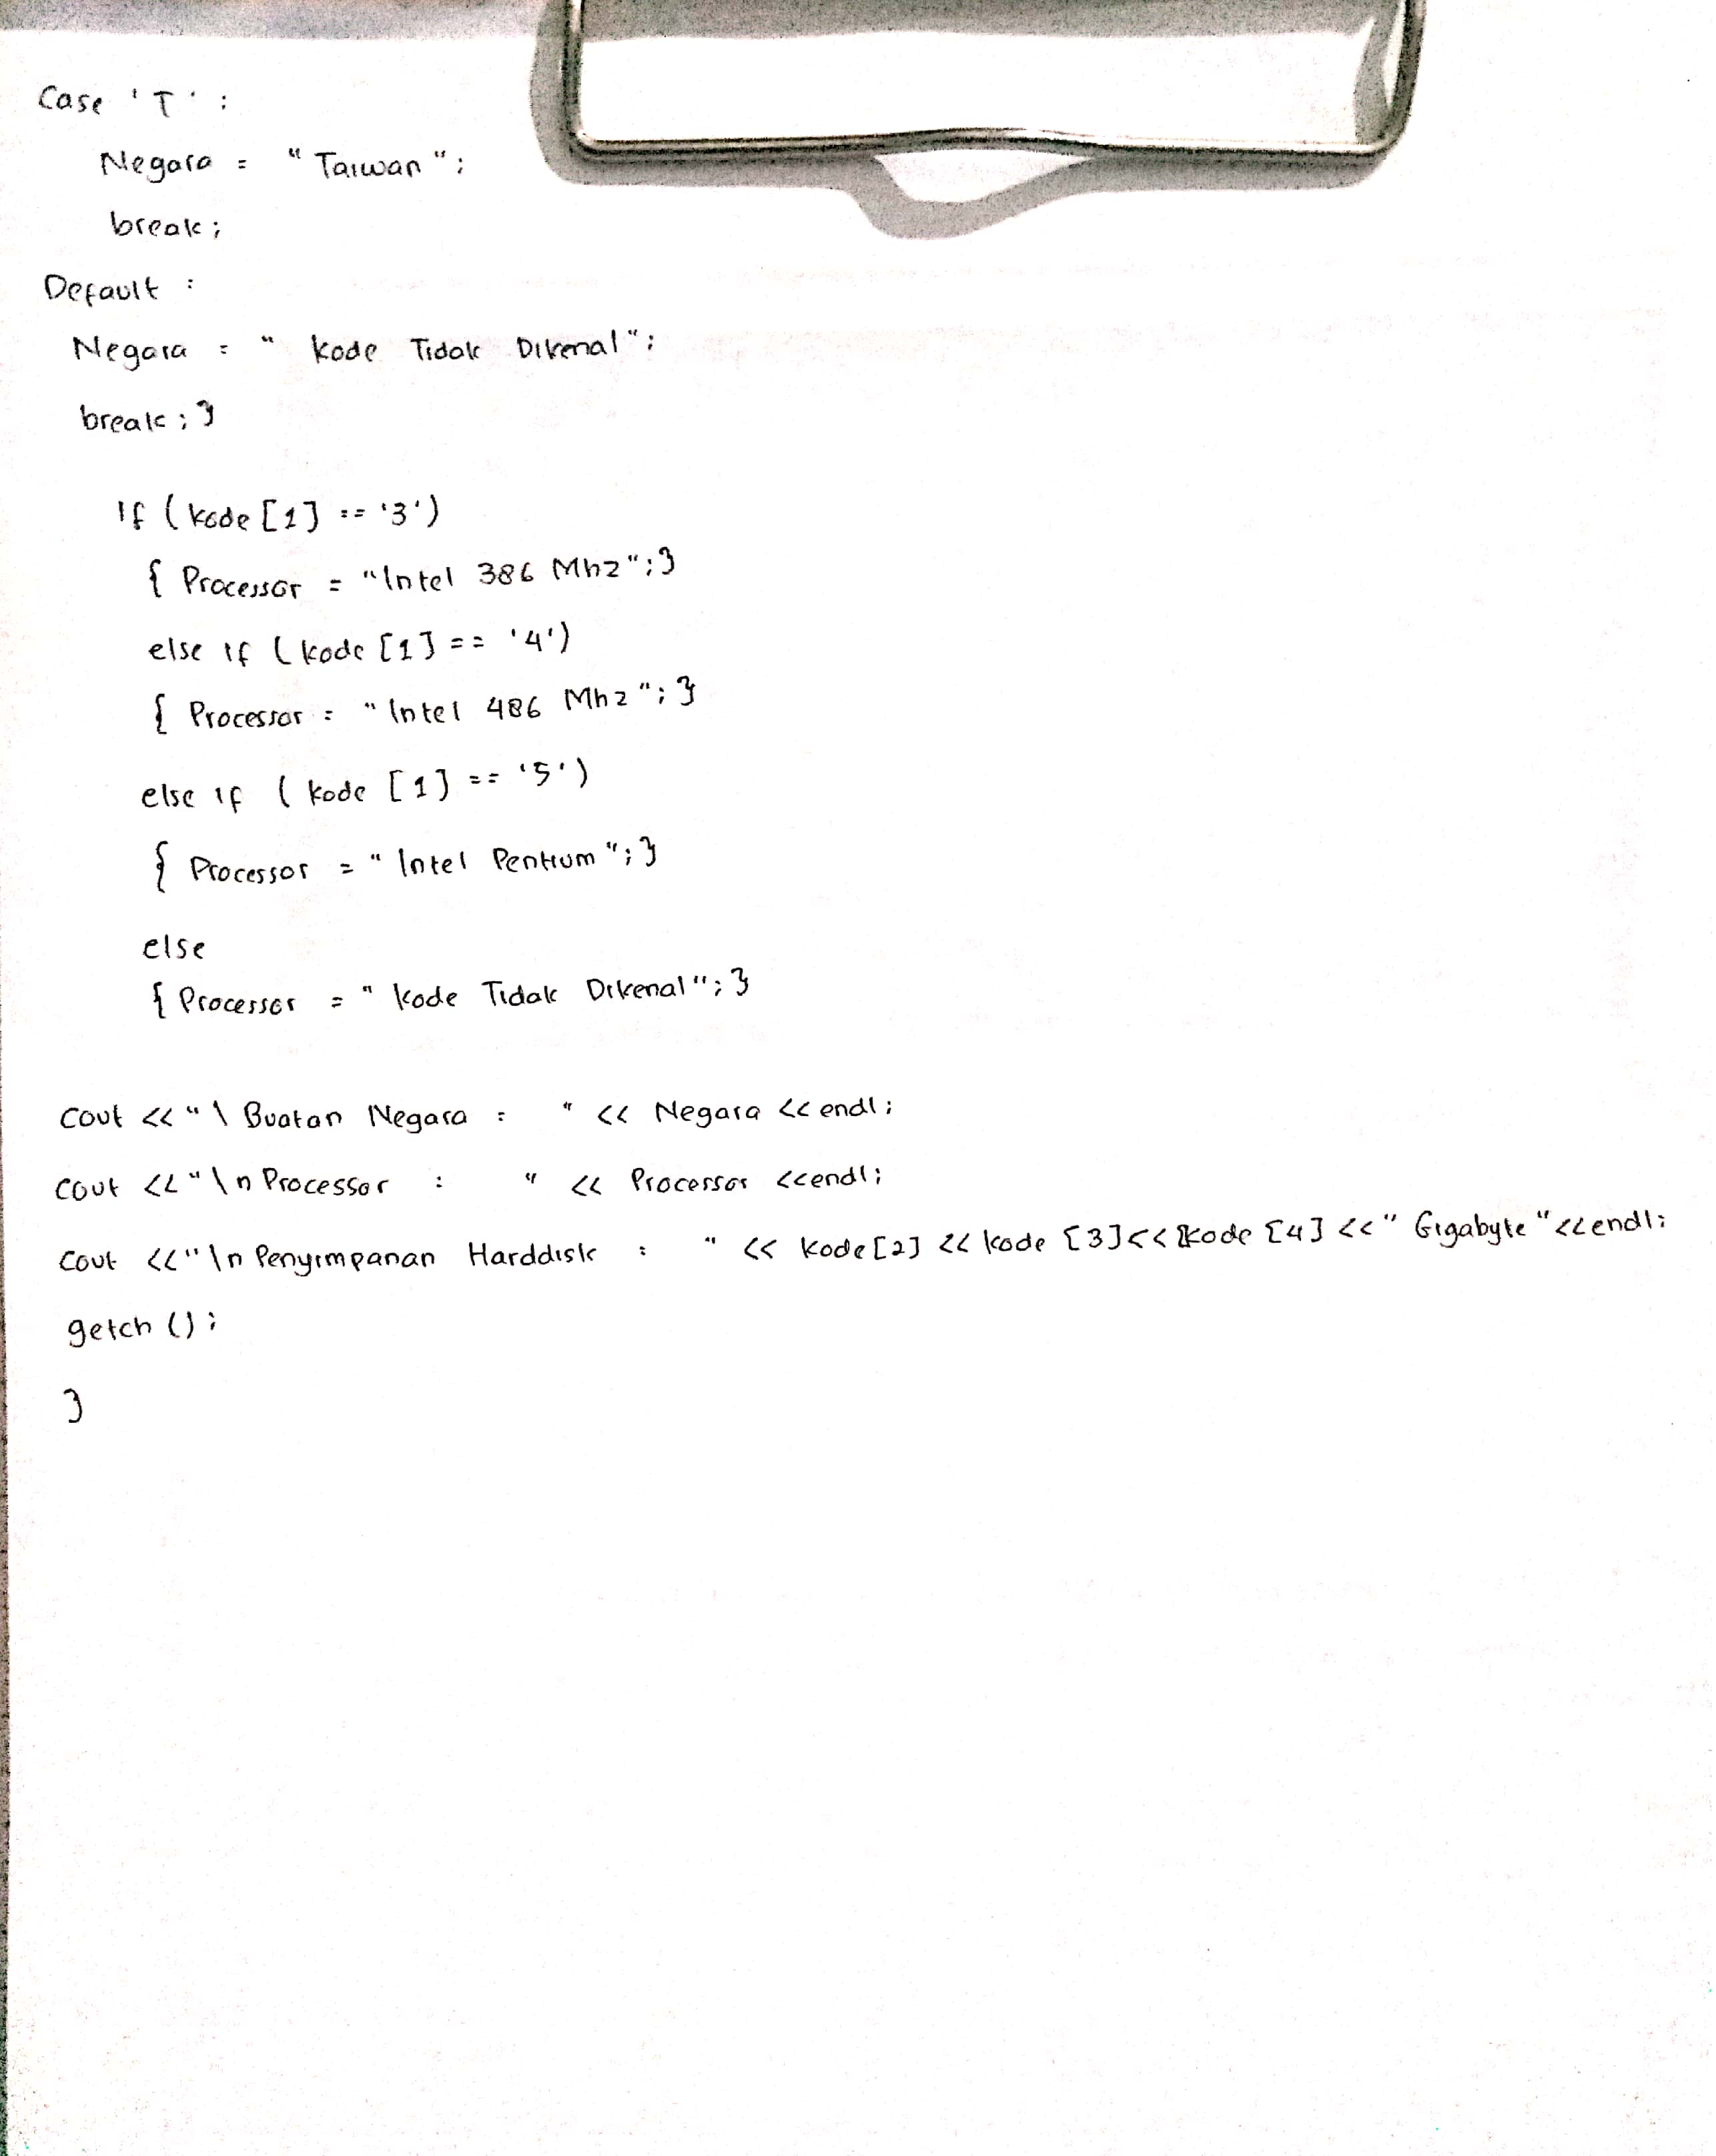 Case 'T' :
Negara = "Taiwan";
break;
Default :
Negara = " Kode Tidak Dikenal";
break; }
If (kode [1] == '3')
{ Processor = "Intel 386 Mhz"; }
else if (kode [1] == '4')
{ Processor = "Intel 486 Mhz"; }
else if (kode [1] == '5')
{ Processor = "Intel Pentium"; }
else
{ Processor = " kode Tidak Dikenal"; }
Cout << "\ Buatan Negara : " << Negara << endl;
Cout << "\n Processor : " << Processor << endl;
Cout << "\n Penyimpanan Harddisk : " << kode [2] << kode [3] << kode [4] << " Gigabyte" << endl;
getch ();
}